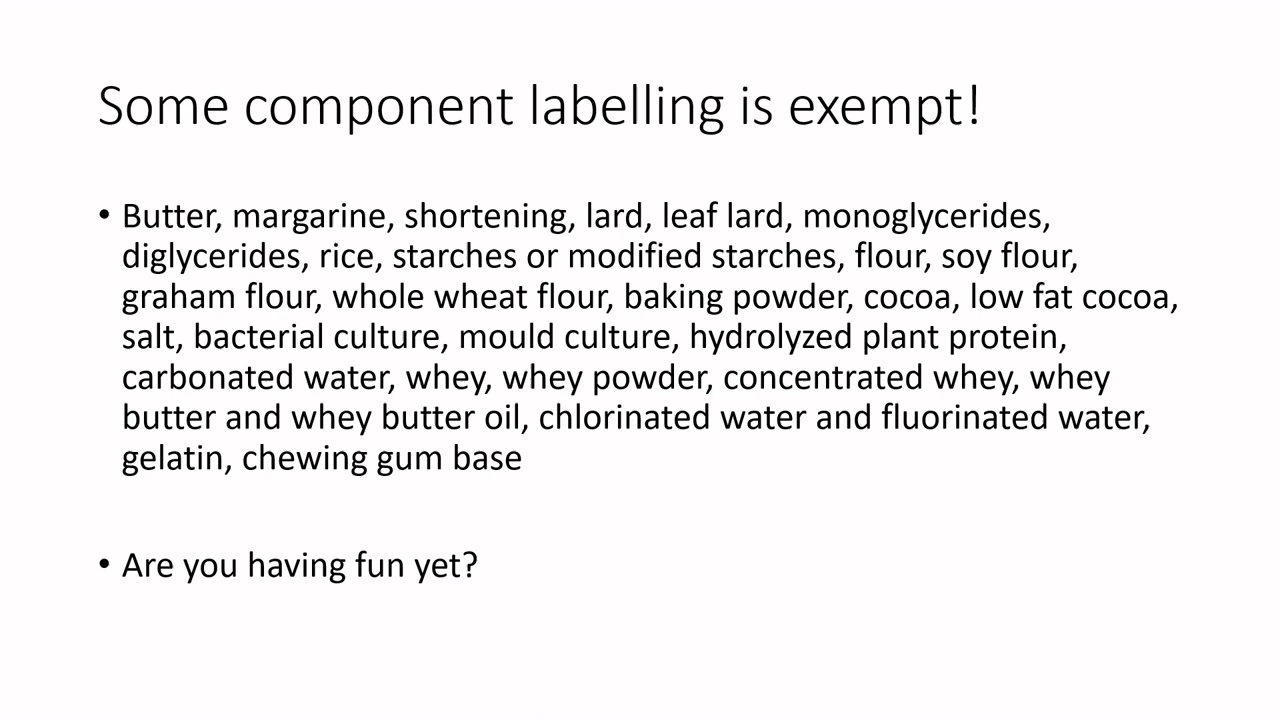 Some component labelling is exempt!
• Butter, margarine, shortening, lard, leaf lard, monoglycerides,
diglycerides, rice, starches or modified starches, flour, soy flour,
graham flour, whole wheat flour, baking powder, cocoa, low fat cocoa,
salt, bacterial culture, mould culture, hydrolyzed plant protein,
carbonated water, whey, whey powder, concentrated whey, whey
butter and whey butter oil, chlorinated water and fluorinated water,
gelatin, chewing gum base
• Are you having fun yet?